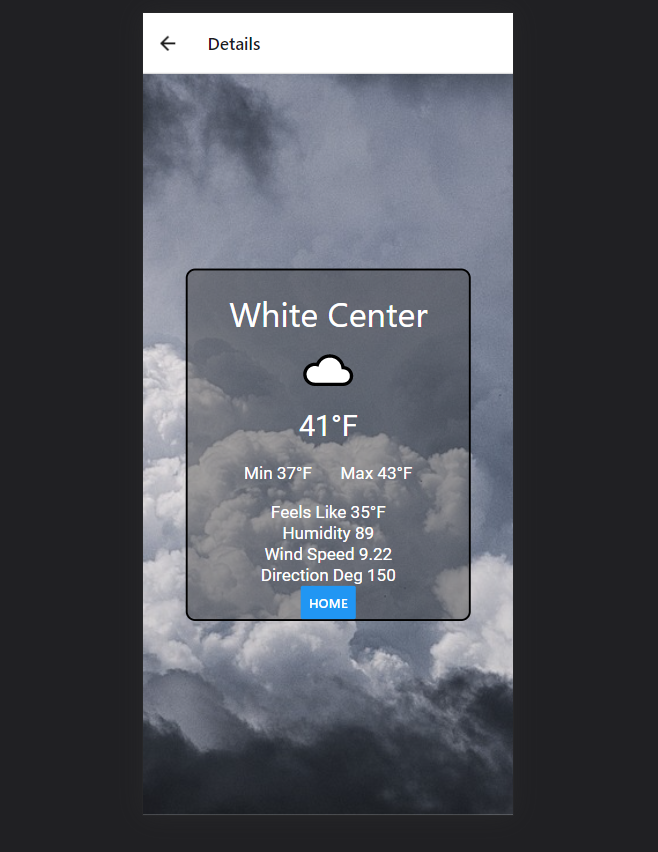 Details
White Center
41°F
Min 37°F Max 43°F
Feels Like 35°F
Humidity 89
Wind Speed 9.22
Direction Deg 150
HOME